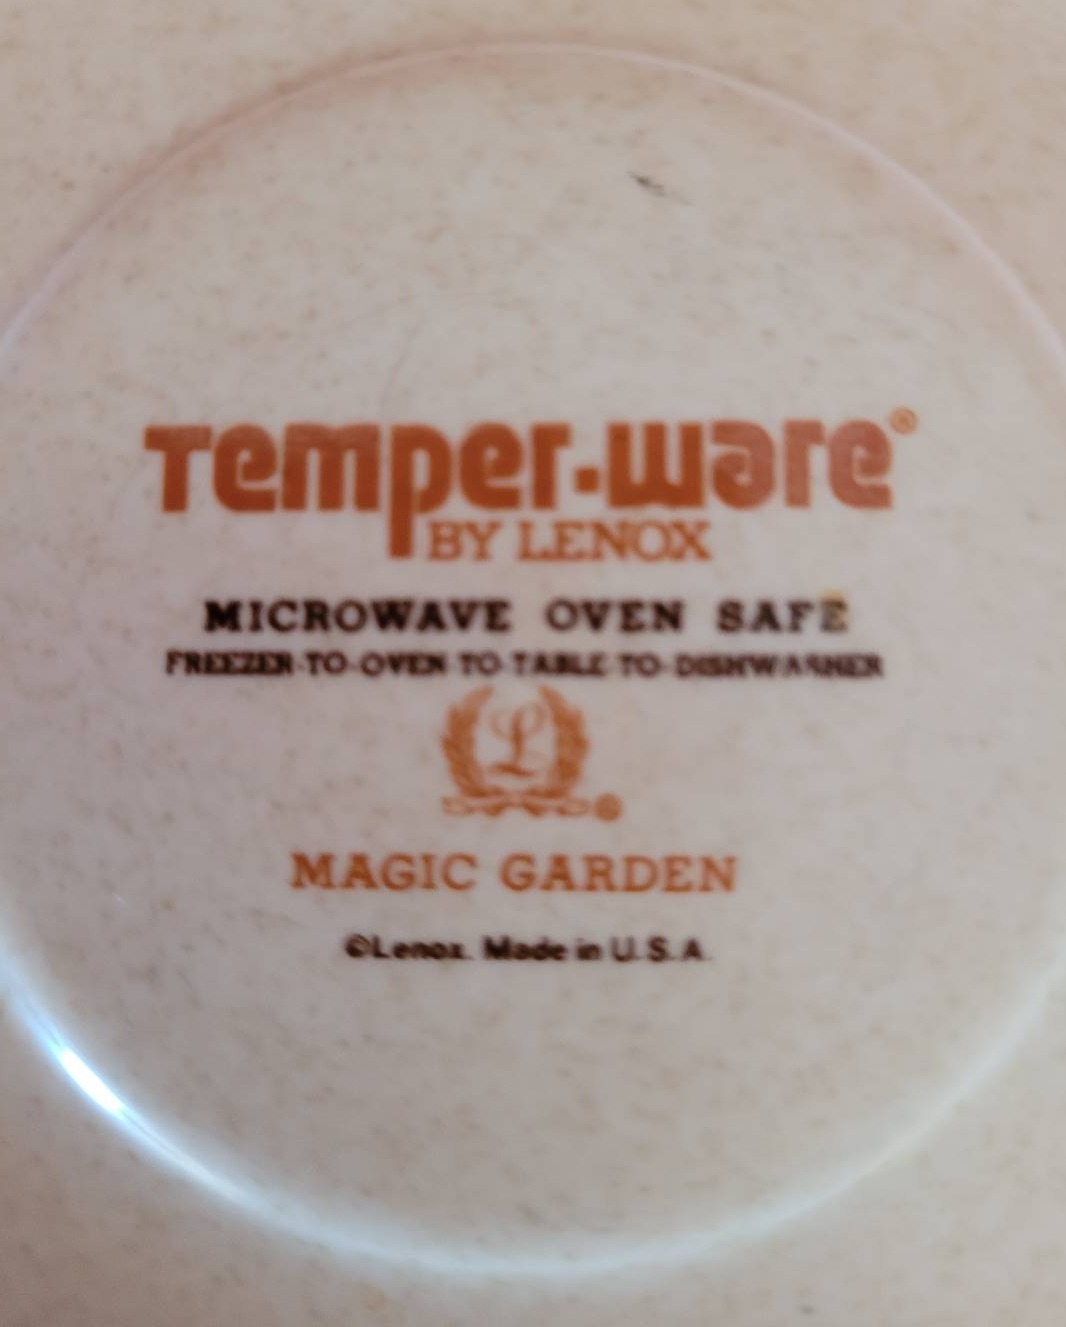 Temper-ware®
BY LENOX
MICROWAVE OVEN SAFE
FREEZER-TO-OVEN-TO-TABLE-TO-DISHWASHER
L
®
MAGIC GARDEN
©Lenox. Made in U.S.A.